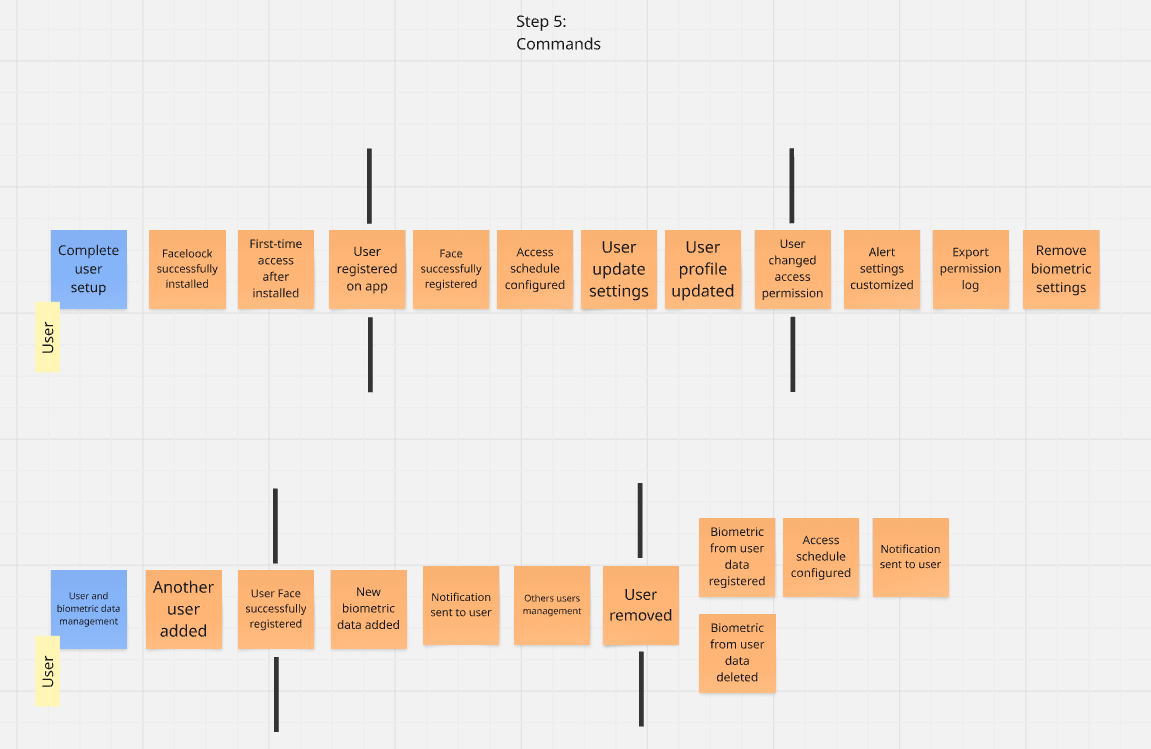 Step 5:
Commands
Complete
user
setup
User
Faceloock
successfully
installed
First-time
access
after
installed
User
registered
on app
Face
successfully
registered
Access
schedule
configured
User
update
settings
User
profile
updated
User
changed
access
permission
Alert
settings
customized
Export
permission
log
Remove
biometric
settings
User and
biometric data
management
User
Another
user
added
User Face
successfully
registered
New
biometric
data added
Notification
sent to user
Others users
management
User
removed
Biometric
from user
data
registered
Access
schedule
configured
Notification
sent to user
Biometric
from user
data
deleted